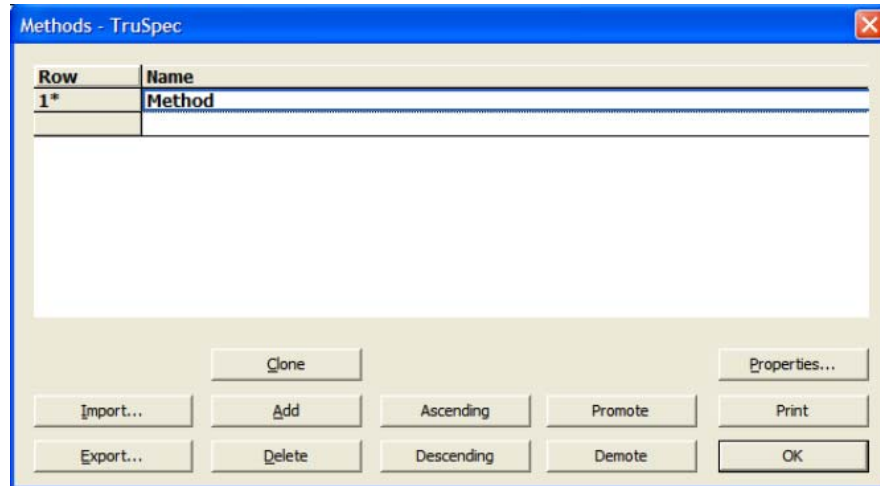 Methods - TruSpec
Row Name
1* Method
Clone Properties...
Import... Add Ascending Promote Print
Export... Delete Descending Demote OK